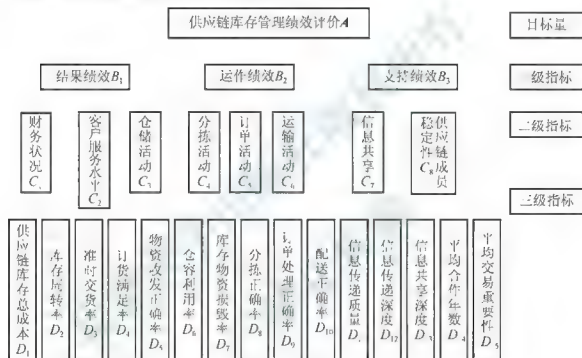 供应链库存管理绩效评价A
目标量
结果绩效B₁
运作绩效B₂
支持绩效B₃
级指标
财务状况C₁
客户服务水平C₂
仓储活动C₃
分拣活动C₄
订单活动C₅
运输活动C₆
信息共享C₇
供应链成员稳定性C₈
二级指标
三级指标
供应链库存总成本D₁
库存周转率D₂
准时交货率D₃
订货满足率D₄
物资收发正确率D₅
仓容利用率D₆
库存物资损毁率D₇
分拣正确率D₈
订单处理正确率D₉
配送正确率D₁₀
信息传递质量D
信息传递深度D₁₂
信息共享深度D₃
平均合作年数D₄
平均交易重要性D₅